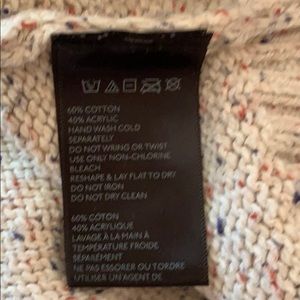 60% COTTON
40% ACRYLIC
HAND WASH COLD
SEPARATELY
DO NOT WRING OR TWIST
USE ONLY NON-CHLORINE
BLEACH
RESHAPE & LAY FLAT TO DRY
DO NOT IRON
DO NOT DRY CLEAN
60% COTON
40% ACRYLIQUE
LAVAGE À LA MAIN À
TEMPÉRATURE FROIDE
SÉPARÉMENT
NE PAS ESSORER OU TORDRE
UTILISER UN AGENT DE